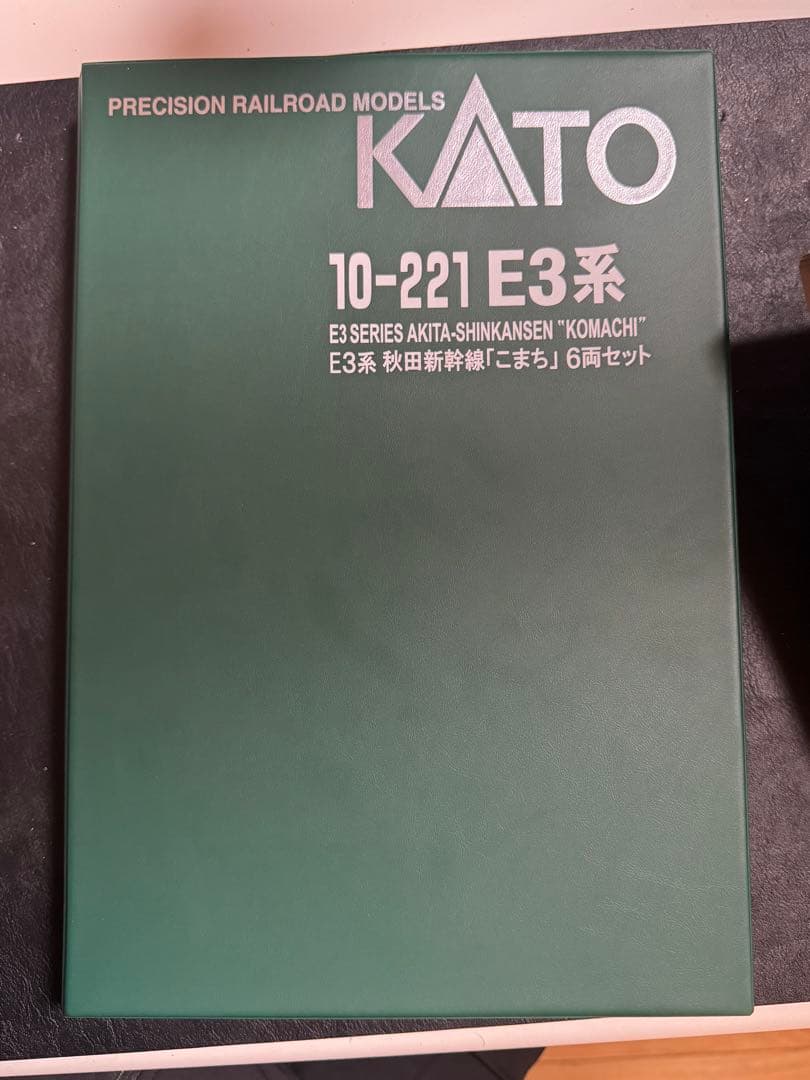 PRECISION RAILROAD MODELS
KATO
10-221 E3系
E3 SERIES AKITA-SHINKANSEN "KOMACHI"
E3系 秋田新幹線「こまち」 6両セット